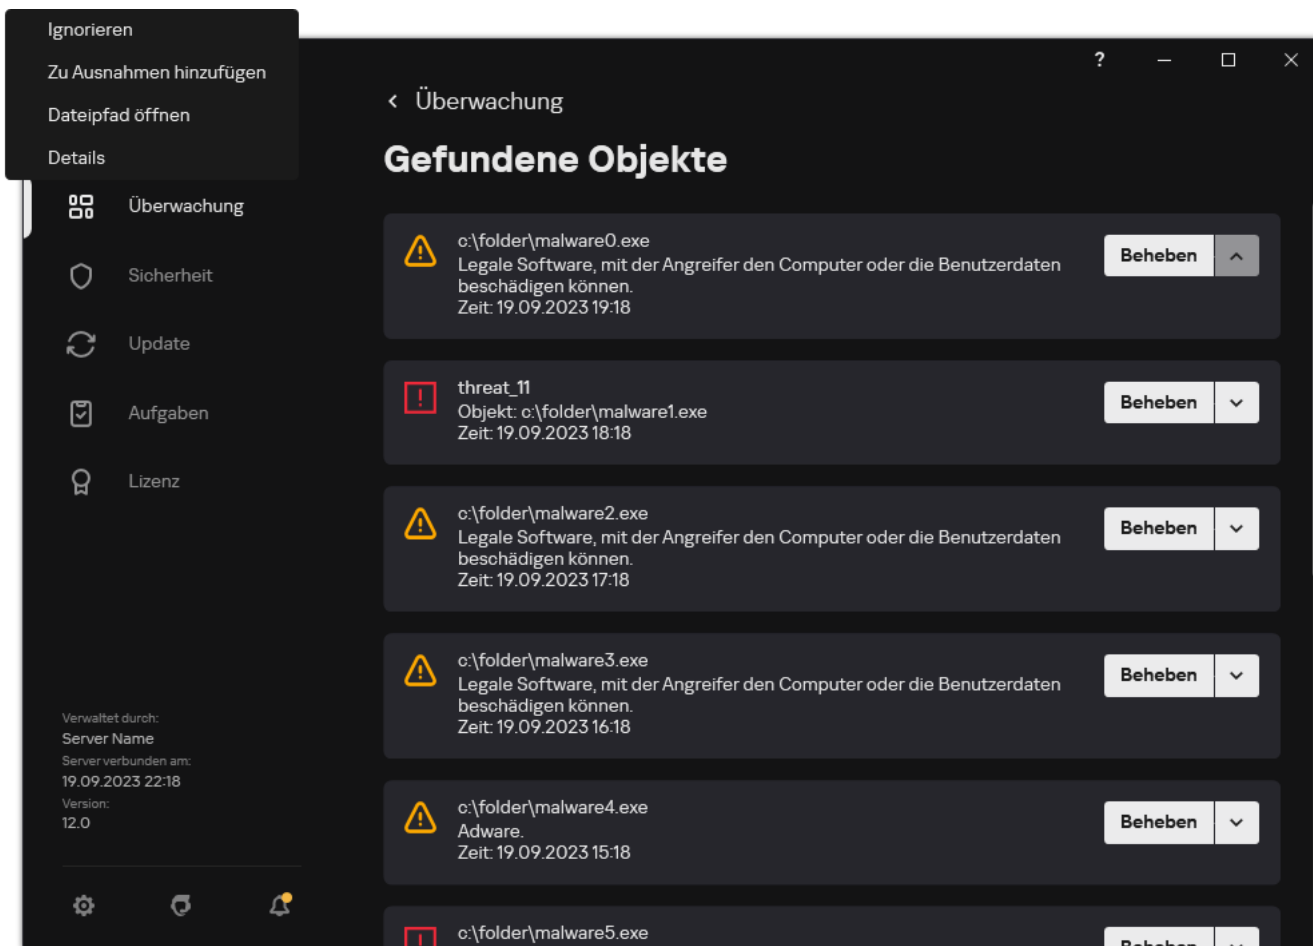 Ignorieren
Zu Ausnahmen hinzufügen
Dateipfad öffnen
Details
Überwachung
Sicherheit
Update
Aufgaben
Lizenz
Verwaltet durch:
Server Name
Server verbunden am:
19.09.2023 22:18
Version:
12.0
?
Überwachung
Gefundene Objekte
c:\folder\malware0.exe
Legale Software, mit der Angreifer den Computer oder die Benutzerdaten
beschädigen können.
Zeit: 19.09.2023 19:18
Beheben
threat_11
Objekt: c:\folder\malware1.exe
Zeit: 19.09.2023 18:18
Beheben
c:\folder\malware2.exe
Legale Software, mit der Angreifer den Computer oder die Benutzerdaten
beschädigen können.
Zeit: 19.09.2023 17:18
Beheben
c:\folder\malware3.exe
Legale Software, mit der Angreifer den Computer oder die Benutzerdaten
beschädigen können.
Zeit: 19.09.2023 16:18
Beheben
c:\folder\malware4.exe
Adware.
Zeit: 19.09.2023 15:18
Beheben
c:\folder\malware5.exe
Beheben